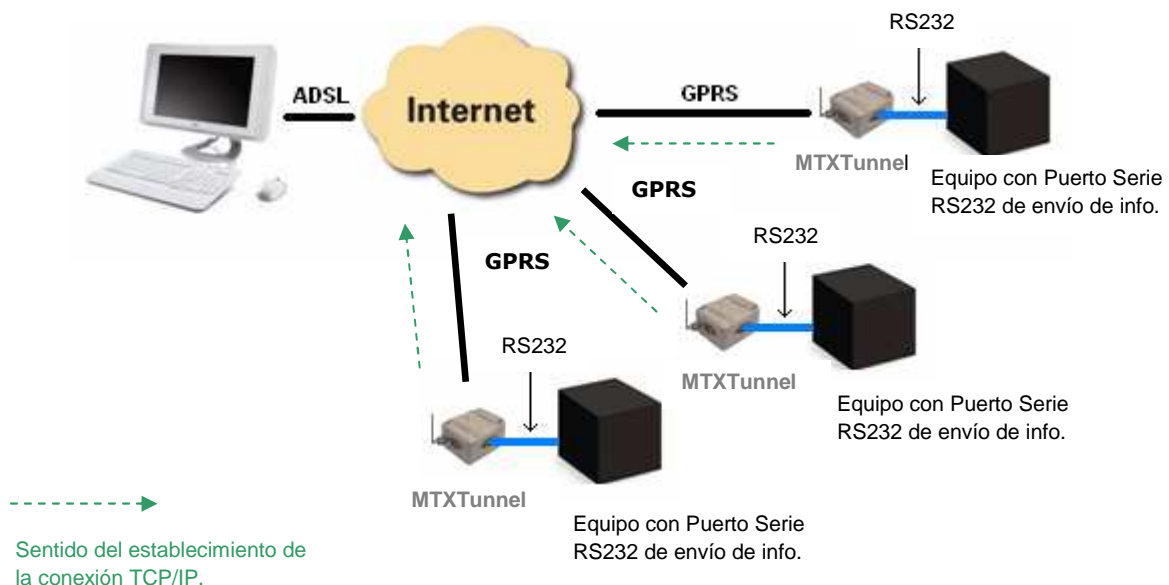 RS232
ADSL
Internet
GPRS
MTXTunnel
Equipo con Puerto Serie
RS232 de envío de info.
GPRS
RS232
GPRS
MTXTunnel
RS232
Equipo con Puerto Serie
RS232 de envío de info.
MTXTunnel
Equipo con Puerto Serie
RS232 de envío de info.
Sentido del establecimiento de
la conexión TCP/IP.